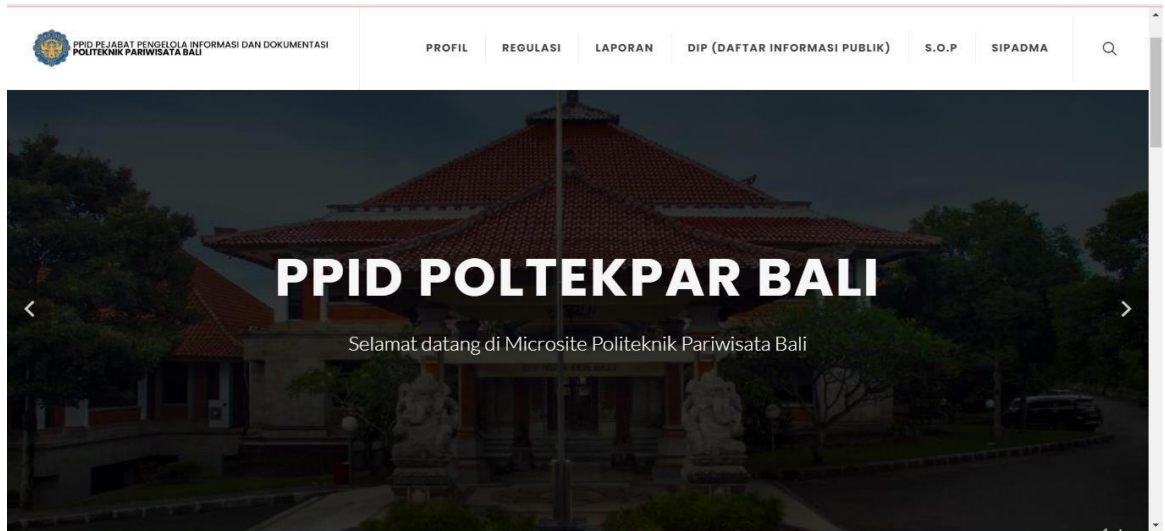 PPID PEJABAT PENGELOLA INFORMASI DAN DOKUMENTASI
POLITEKNIK PARIWISATA BALI
PROFIL REGULASI LAPORAN DIP (DAFTAR INFORMASI PUBLIK) S.O.P SIPADMA
PPID POLTEKPAR BALI
Selamat datang di Microsite Politeknik Pariwisata Bali